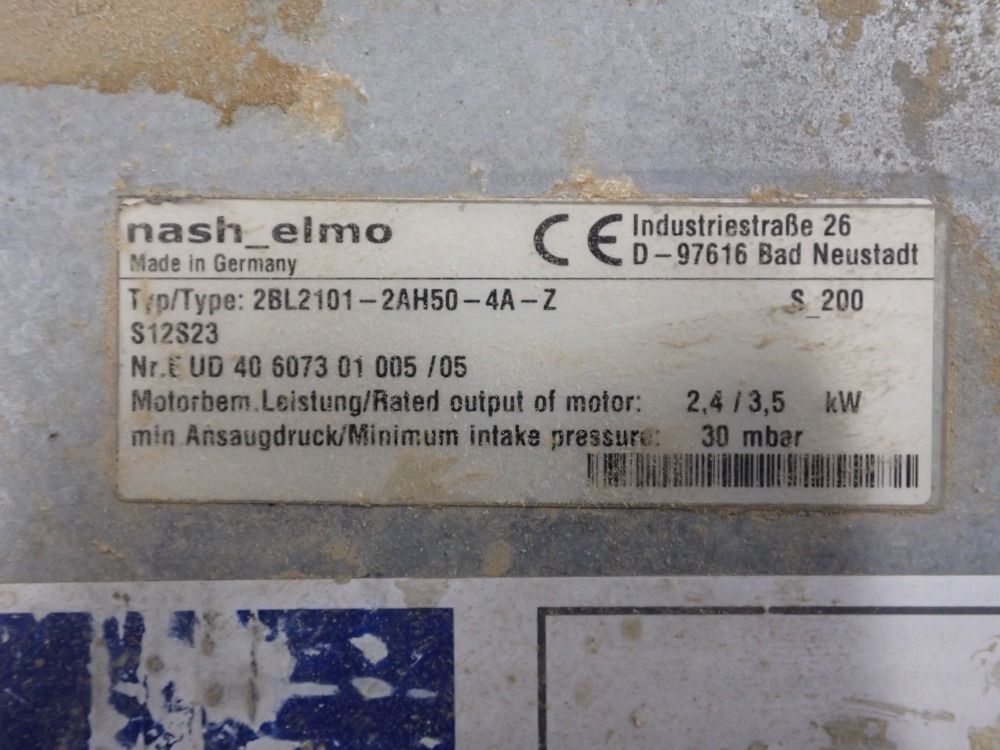 nash_elmo
Made in Germany
CE Industriestraße 26
D-97616 Bad Neustadt
Typ/Type: 2BL2101-2AH50-4A-Z S_200
S12S23
Nr.E UD 40 6073 01 005 /05
Motorbem.Leistung/Rated output of motor: 2,4 / 3,5 kW
min.Ansaugdruck/Minimum intake pressure: 30 mbar